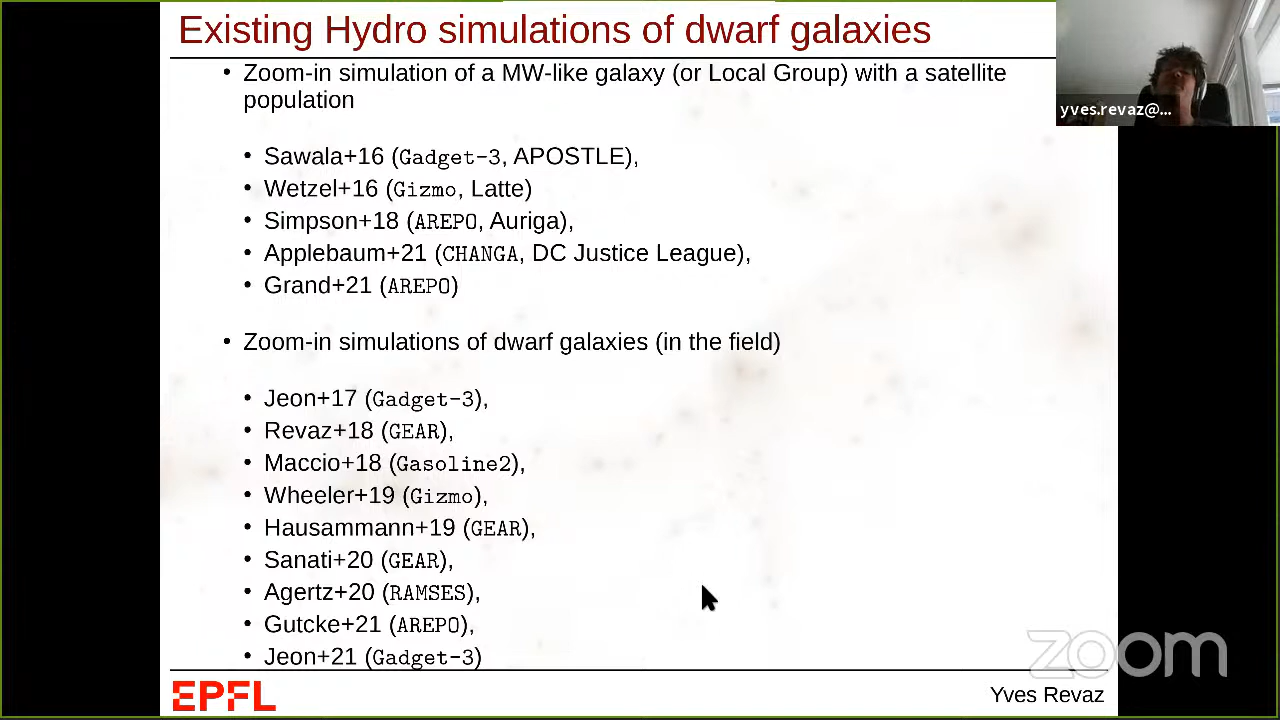 Existing Hydro simulations of dwarf galaxies
• Zoom-in simulation of a MW-like galaxy (or Local Group) with a satellite
population
• Sawala+16 (Gadget-3, APOSTLE),
• Wetzel+16 (Gizmo, Latte)
• Simpson+18 (AREPO, Auriga),
• Applebaum+21 (CHANGA, DC Justice League),
• Grand+21 (AREPO)
• Zoom-in simulations of dwarf galaxies (in the field)
• Jeon+17 (Gadget-3),
• Revaz+18 (GEAR),
• Maccio+18 (Gasoline2),
• Wheeler+19 (Gizmo),
• Hausammann+19 (GEAR),
• Sanati+20 (GEAR),
• Agertz+20 (RAMSES),
• Gutcke+21 (AREPO),
• Jeon+21 (Gadget-3)
EPFL
Yves Revaz
yves.revaz@...
zoom